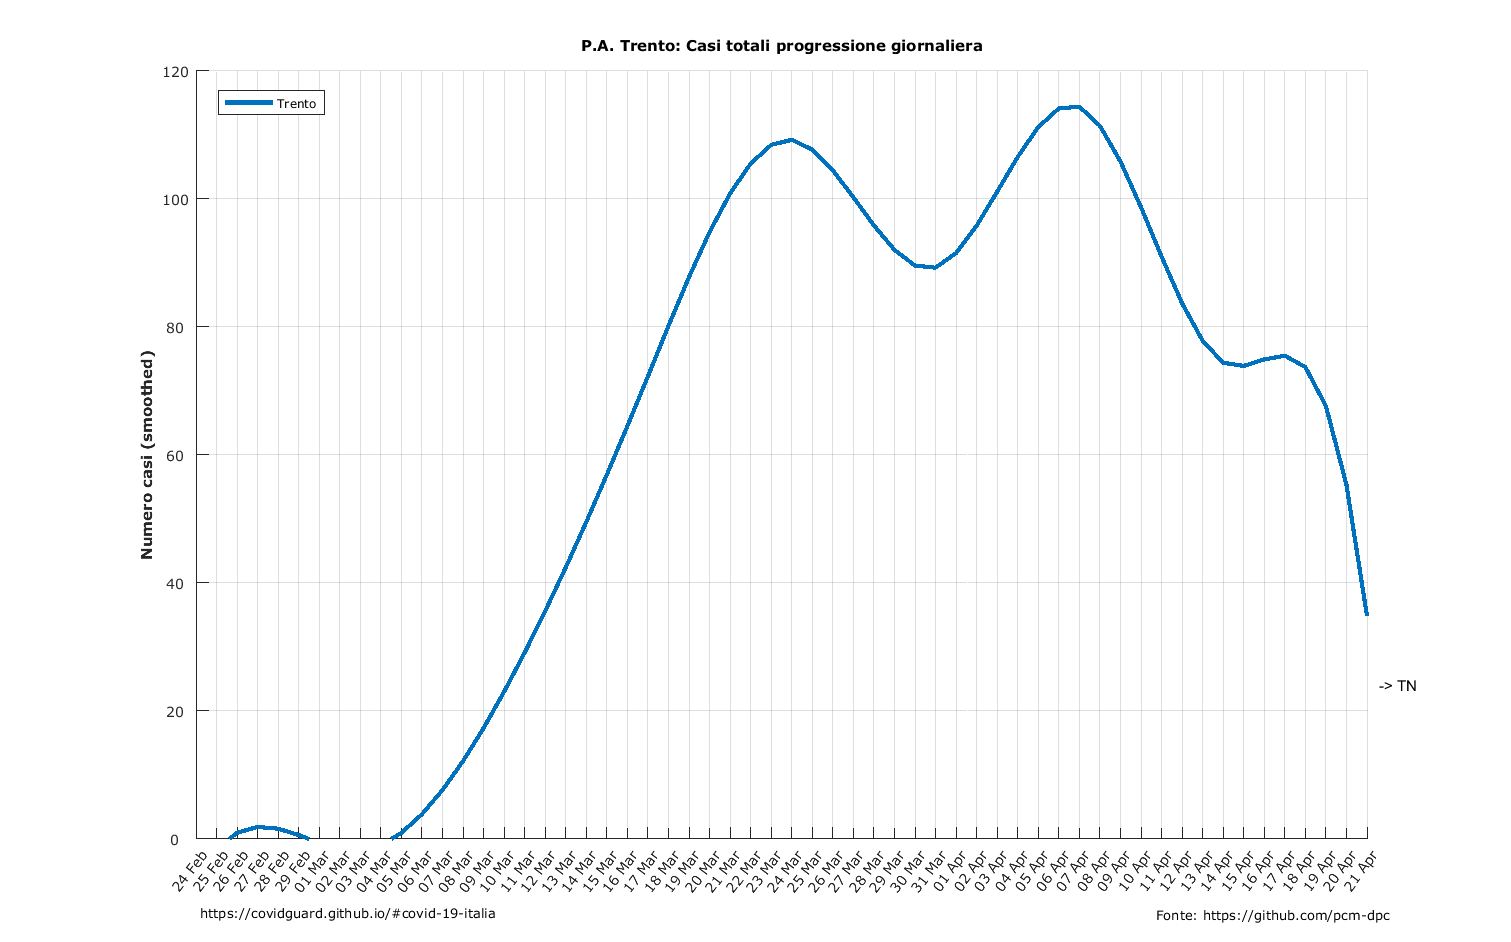 P.A. Trento: Casi totali progressione giornaliera
Trento
120
100
80
60
40
20
0
Numero casi (smoothed)
24 Feb
25 Feb
26 Feb
27 Feb
28 Feb
29 Feb
01 Mar
02 Mar
03 Mar
04 Mar
05 Mar
06 Mar
07 Mar
08 Mar
09 Mar
10 Mar
11 Mar
12 Mar
13 Mar
14 Mar
15 Mar
16 Mar
17 Mar
18 Mar
19 Mar
20 Mar
21 Mar
22 Mar
23 Mar
24 Mar
25 Mar
26 Mar
27 Mar
28 Mar
29 Mar
30 Mar
31 Mar
01 Apr
02 Apr
03 Apr
04 Apr
05 Apr
06 Apr
07 Apr
08 Apr
09 Apr
10 Apr
11 Apr
12 Apr
13 Apr
14 Apr
15 Apr
16 Apr
17 Apr
18 Apr
19 Apr
20 Apr
21 Apr
-> TN
https://covidguard.github.io/#covid-19-italia
Fonte: https://github.com/pcm-dpc